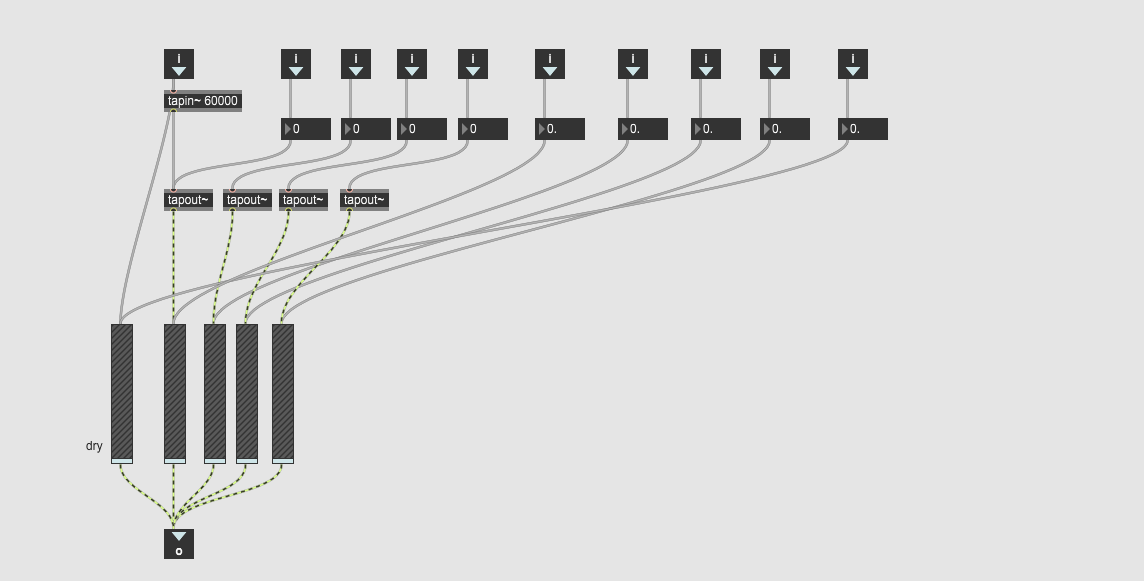 i i i i i i i i i i
tapin~ 60000
0 0 0 0 0. 0. 0. 0. 0.
tapout~ tapout~ tapout~ tapout~
dry
o